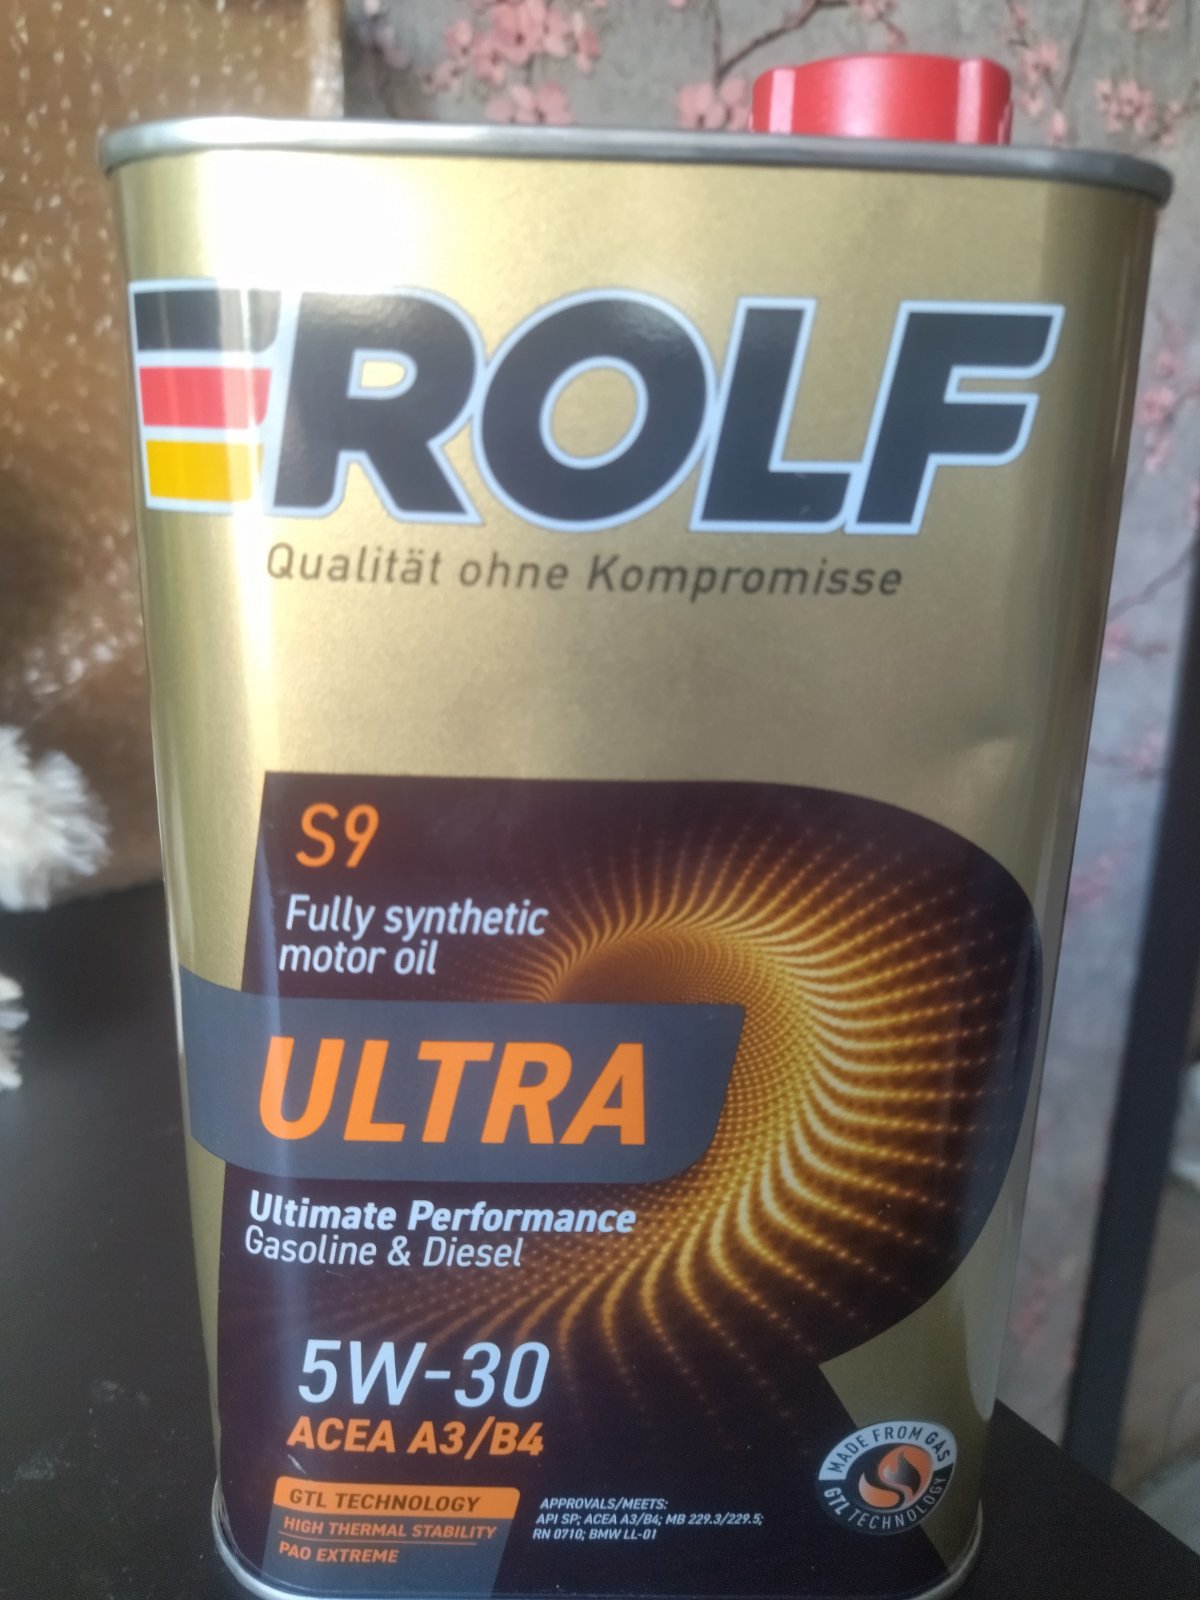 ROLF
Qualität ohne Kompromisse
S9
Fully synthetic
motor oil
ULTRA
Ultimate Performance
Gasoline & Diesel
5W-30
ACEA A3/B4
GTL TECHNOLOGY
HIGH THERMAL STABILITY
PAO EXTREME
APPROVALS/MEETS:
API SP; ACEA A3/B4; MB 229.3/229.5;
RN 0710; BMW LL-01
MADE FROM GAS
GTL TECHNOLOGY